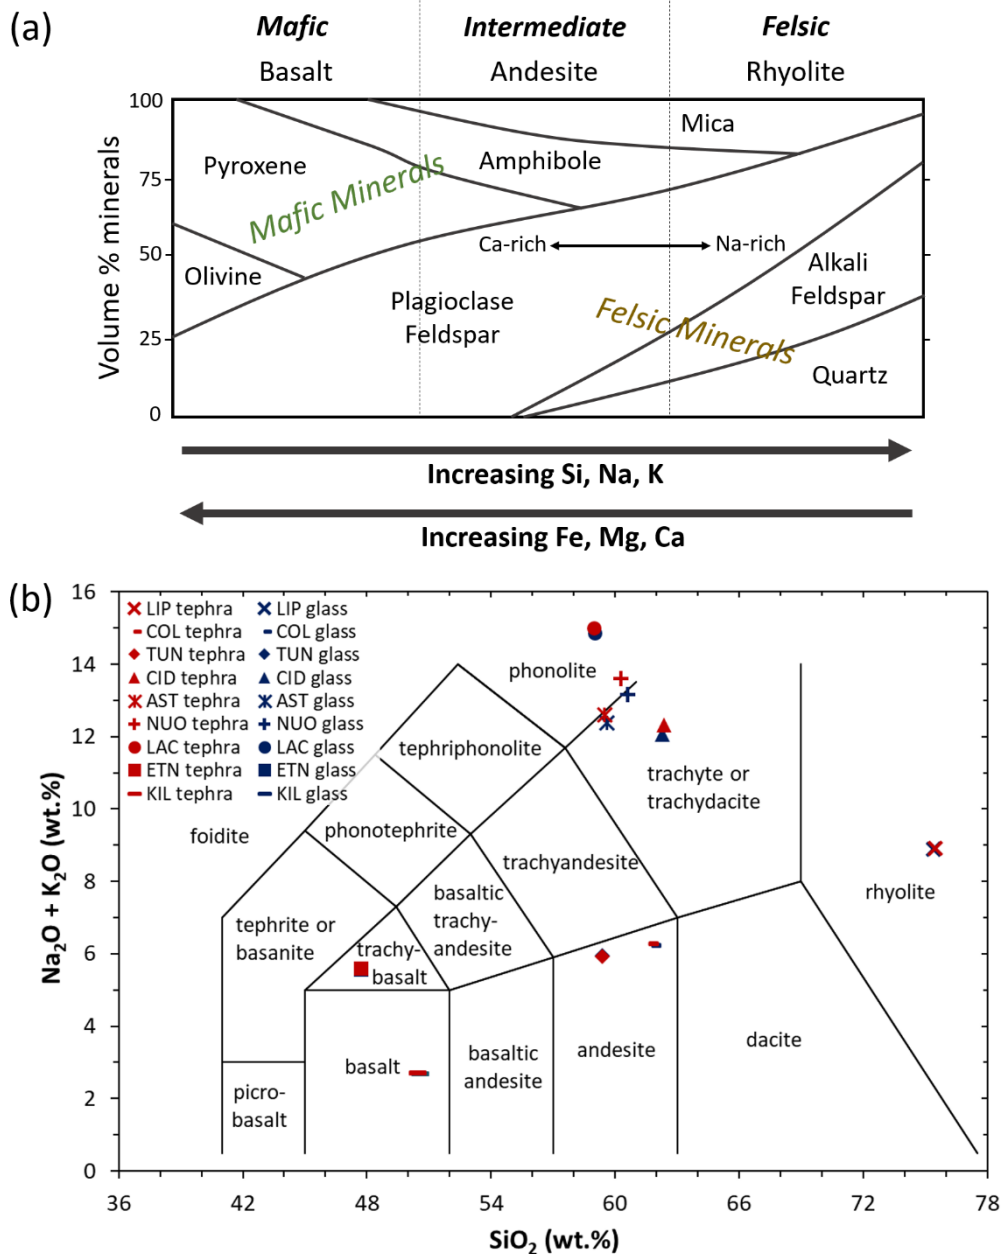 (a)
Mafic Intermediate Felsic
Basalt Andesite Rhyolite
Volume % minerals
100
75
50
25
0
Mica
Pyroxene
Amphibole
Mafic Minerals
Ca-rich Na-rich
Olivine
Alkali
Feldspar
Plagioclase
Feldspar
Felsic Minerals
Quartz
Increasing Si, Na, K
Increasing Fe, Mg, Ca
(b)
Na₂O + K₂O (wt.%)
16
14
12
10
8
6
4
2
0
LIP tephra LIP glass
COL tephra COL glass
TUN tephra TUN glass
CID tephra CID glass
AST tephra AST glass
NUO tephra NUO glass
LAC tephra LAC glass
ETN tephra ETN glass
KIL tephra KIL glass
phonolite
tephriphonolite
trachyte or
trachydacite
foidite
phonotephrite
trachyandesite
rhyolite
basaltic
trachy-
andesite
tephrite or
basanite
trachy-
basalt
basalt
basaltic
andesite
andesite
dacite
picro-
basalt
36 42 48 54 60 66 72 78
SiO₂ (wt.%)